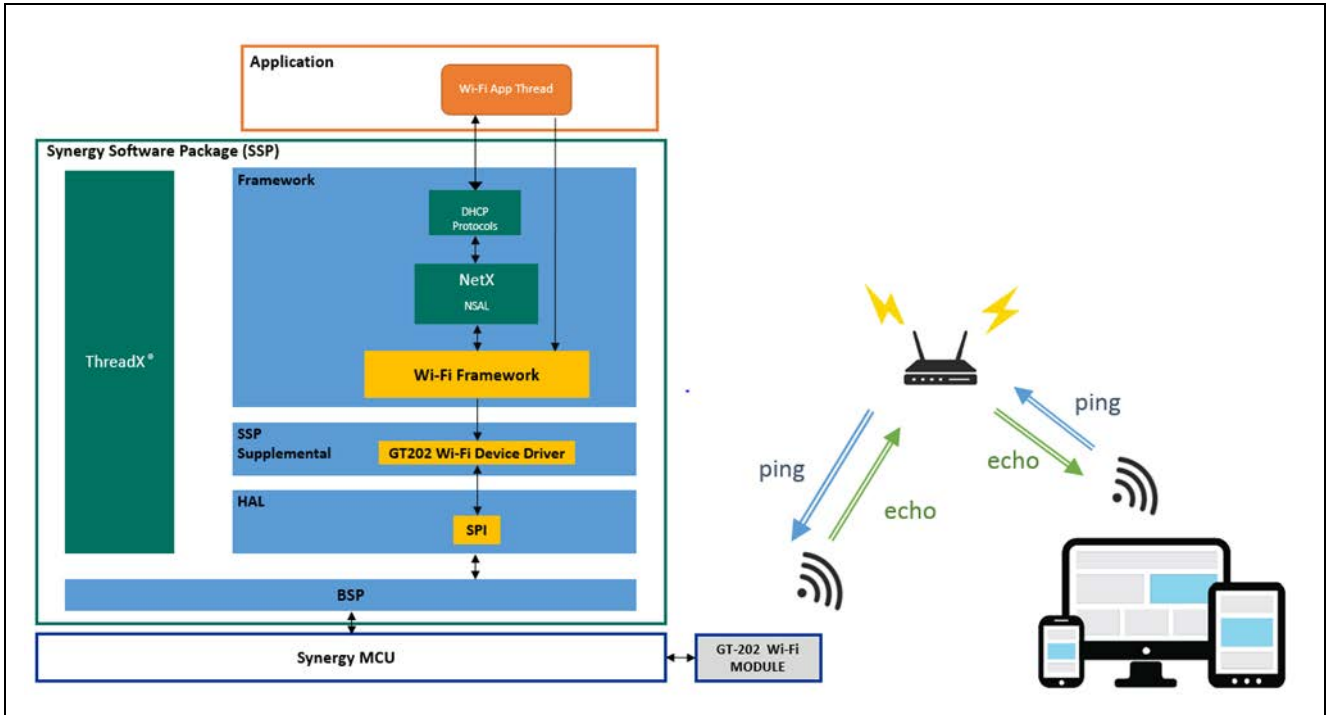 Application
Wi-Fi App Thread
Synergy Software Package (SSP)
Framework
DHCP
Protocols
NetX
NSAL
ThreadX®
Wi-Fi Framework
SSP
Supplemental
GT202 Wi-Fi Device Driver
HAL
SPI
BSP
Synergy MCU
GT-202 Wi-Fi
MODULE
ping
echo
ping
echo